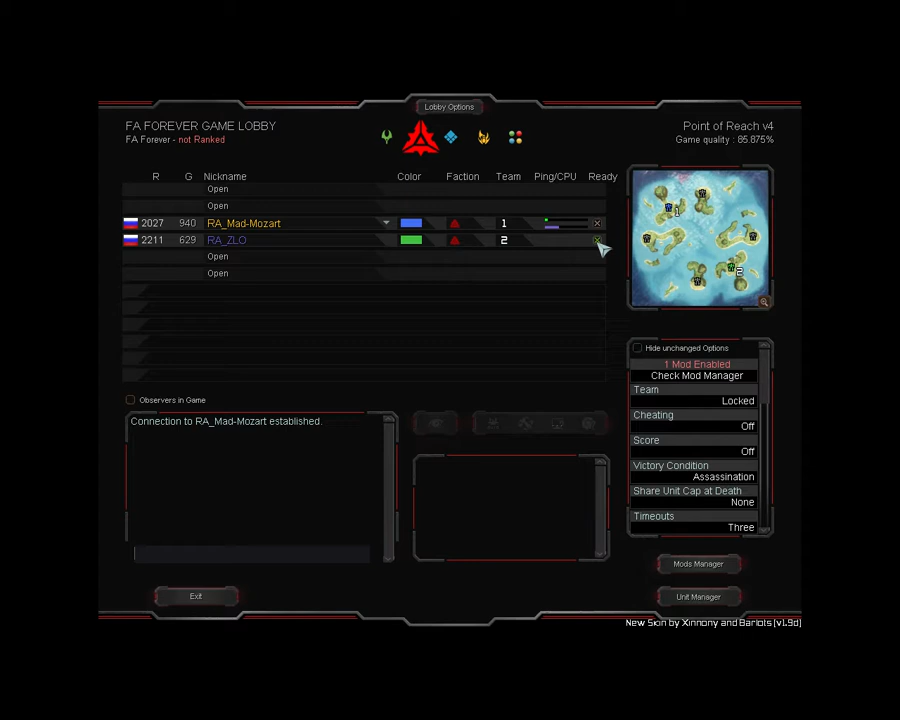 Lobby Options
FA FOREVER GAME LOBBY
FA Forever - not Ranked
Point of Reach v4
Game quality : 85.875%
R G Nickname Color Faction Team Ping/CPU Ready
Open
Open
2027 940 RA_Mad-Mozart 1
2211 629 RA_ZLO 2
Open
Open
1
2
Hide unchanged Options
1 Mod Enabled
Check Mod Manager
Team
Locked
Cheating
Off
Score
Off
Victory Condition
Assassination
Share Unit Cap at Death
None
Timeouts
Three
Observers in Game
Connection to RA_Mad-Mozart established.
Mods Manager
Exit
Unit Manager
New Skin by Xinnony and Barlots [v1.9d]